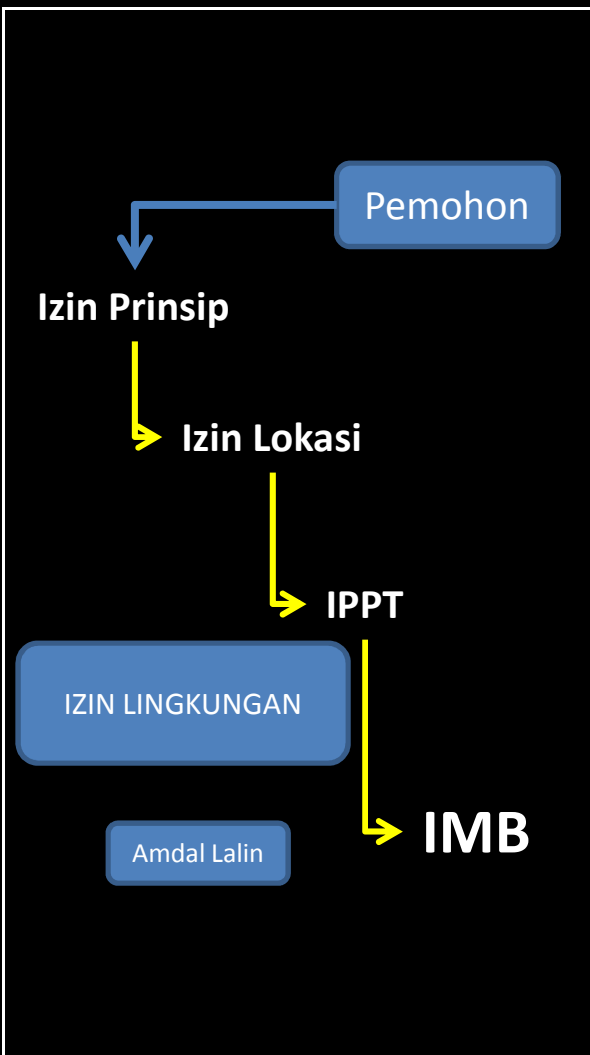 Pemohon
Izin Prinsip
Izin Lokasi
IPPT
IZIN LINGKUNGAN
IMB
Amdal Lalin